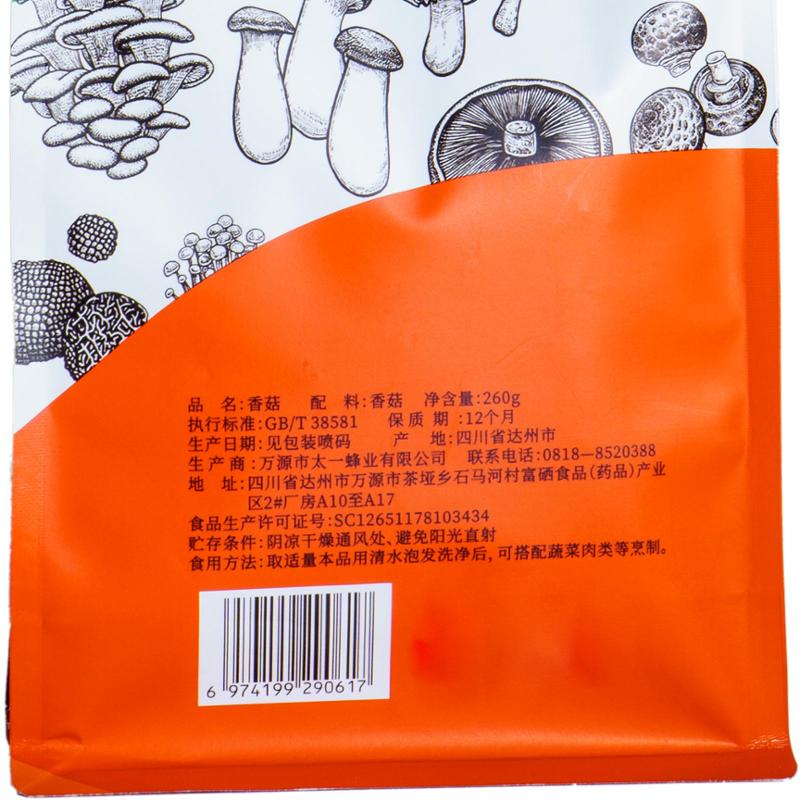 品 名:香菇 配 料:香菇 净含量:260g
执行标准:GB/T 38581 保 质 期 :12个月
生产日期:见包装喷码 产 地:四川省达州市
生 产 商:万源市太一蜂业有限公司 联系电话:0818—8520388
地 址:四川省达州市万源市茶垭乡石马河村富硒食品(药品)产业
区2#厂房A10至A17
食品生产许可证号:SC12651178103434
贮存条件:阴凉干燥通风处、避免阳光直射
食用方法:取适量本品用清水泡发洗净后,可搭配蔬菜肉类等烹制。
6 974199 290617